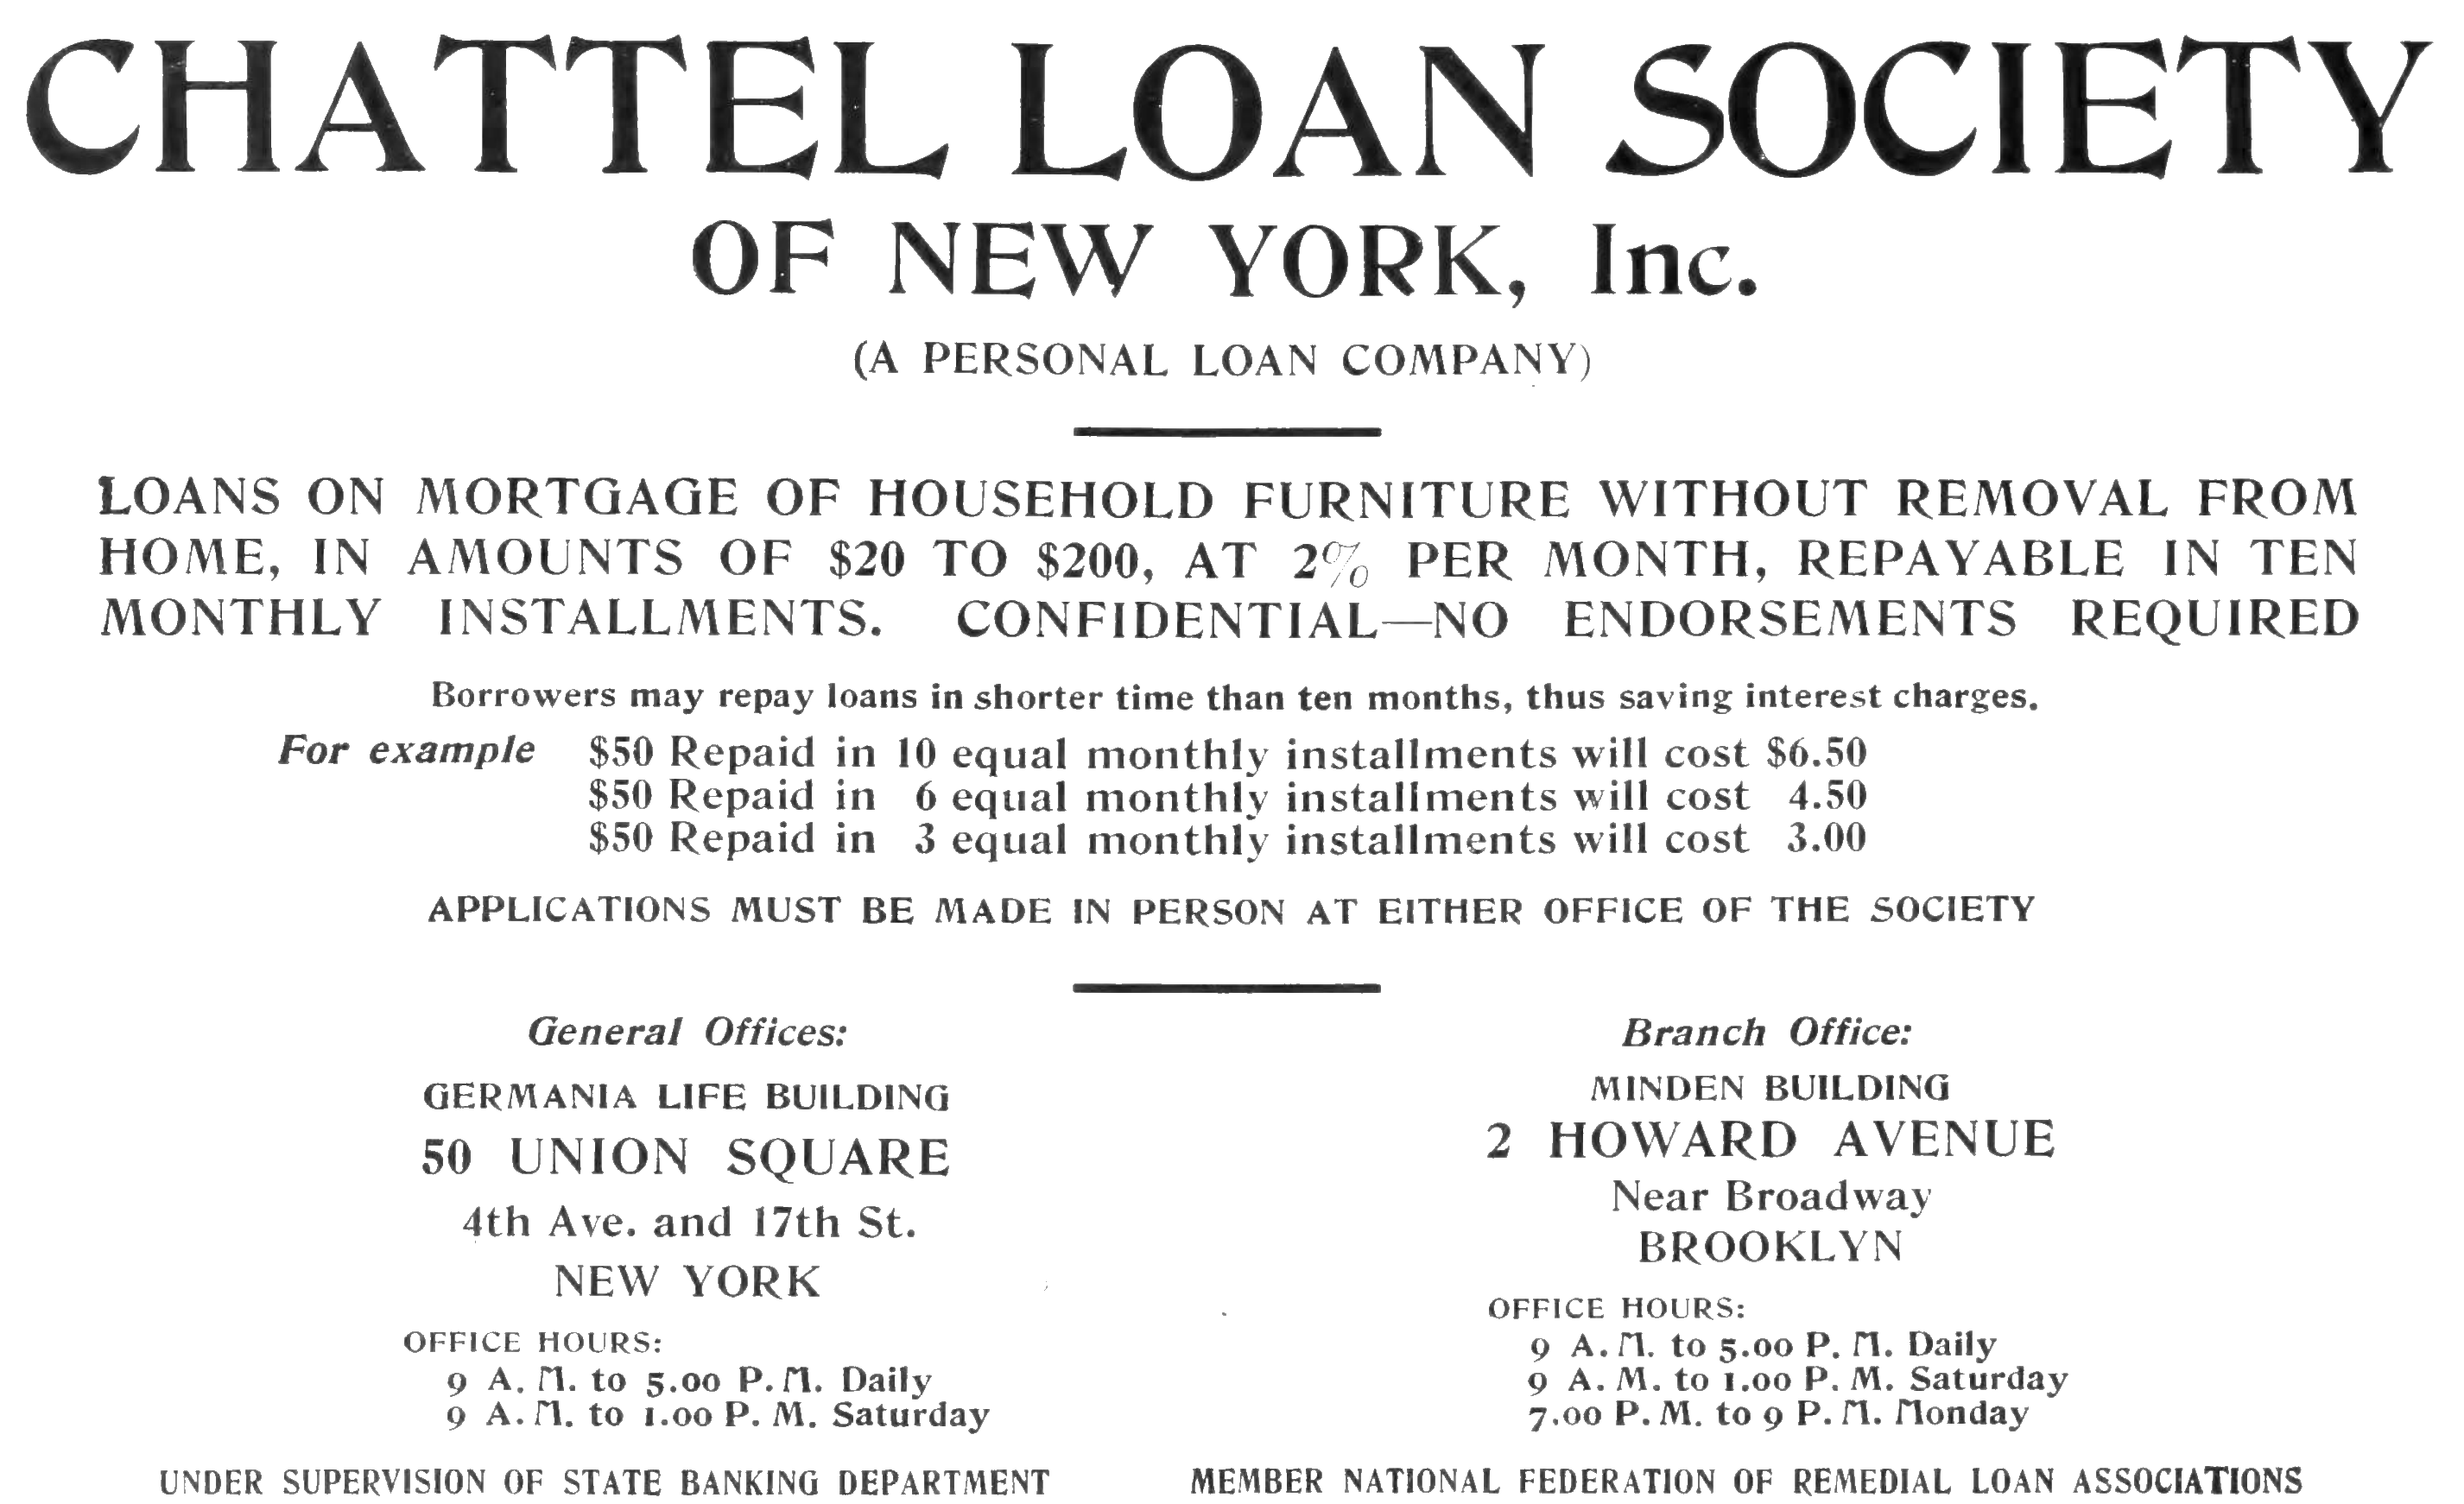 CHATTEL LOAN SOCIETY
OF NEW YORK, Inc.
(A PERSONAL LOAN COMPANY)
LOANS ON MORTGAGE OF HOUSEHOLD FURNITURE WITHOUT REMOVAL FROM
HOME, IN AMOUNTS OF $20 TO $200, AT 2% PER MONTH, REPAYABLE IN TEN
MONTHLY INSTALLMENTS. CONFIDENTIAL—NO ENDORSEMENTS REQUIRED
Borrowers may repay loans in shorter time than ten months, thus saving interest charges.
For example $50 Repaid in 10 equal monthly installments will cost $6.50
$50 Repaid in 6 equal monthly installments will cost 4.50
$50 Repaid in 3 equal monthly installments will cost 3.00
APPLICATIONS MUST BE MADE IN PERSON AT EITHER OFFICE OF THE SOCIETY
General Offices:
GERMANIA LIFE BUILDING
50 UNION SQUARE
4th Ave. and 17th St.
NEW YORK
OFFICE HOURS:
9 A. M. to 5.00 P. M. Daily
9 A. M. to 1.00 P. M. Saturday
Branch Office:
MINDEN BUILDING
2 HOWARD AVENUE
Near Broadway
BROOKLYN
OFFICE HOURS:
9 A. M. to 5.00 P. M. Daily
9 A. M. to 1.00 P. M. Saturday
7.00 P. M. to 9 P. M. Monday
UNDER SUPERVISION OF STATE BANKING DEPARTMENT
MEMBER NATIONAL FEDERATION OF REMEDIAL LOAN ASSOCIATIONS